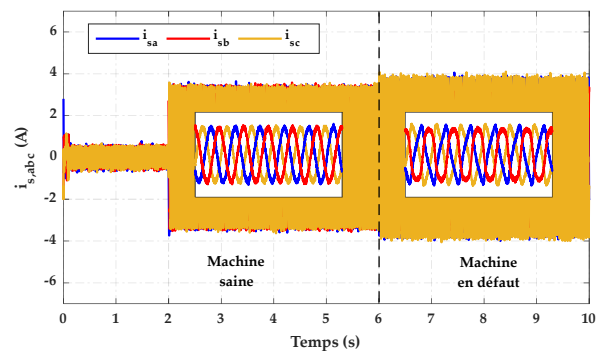 i_sa i_sb i_sc
6
4
2
0
-2
-4
-6
i_s,abc (A)
Machine
saine
Machine
en défaut
0 1 2 3 4 5 6 7 8 9 10
Temps (s)